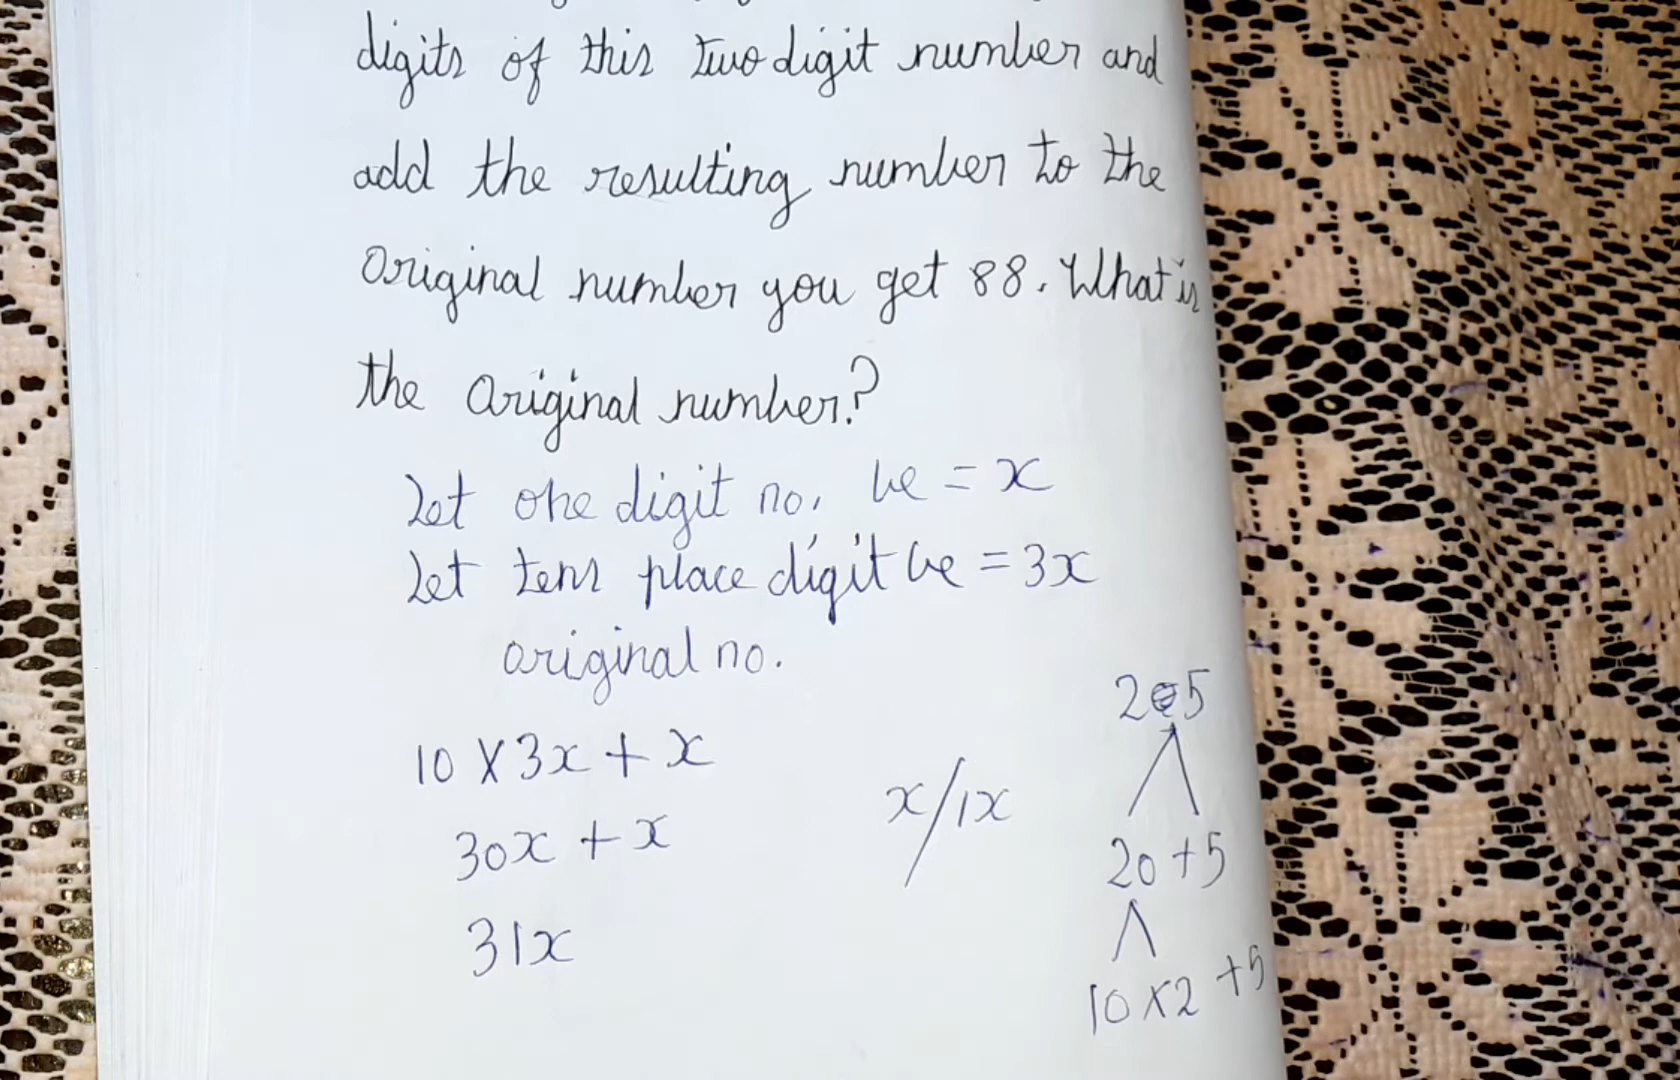 digits of this two digit number and
add the resulting number to the
original number you get 88. What is
the original number?
Let one digit no. be = x
Let tens place digit be = 3x
original no.
10 X 3x + x
30x + x
31x
x/1x
25
20 + 5
10 x 2 + 5